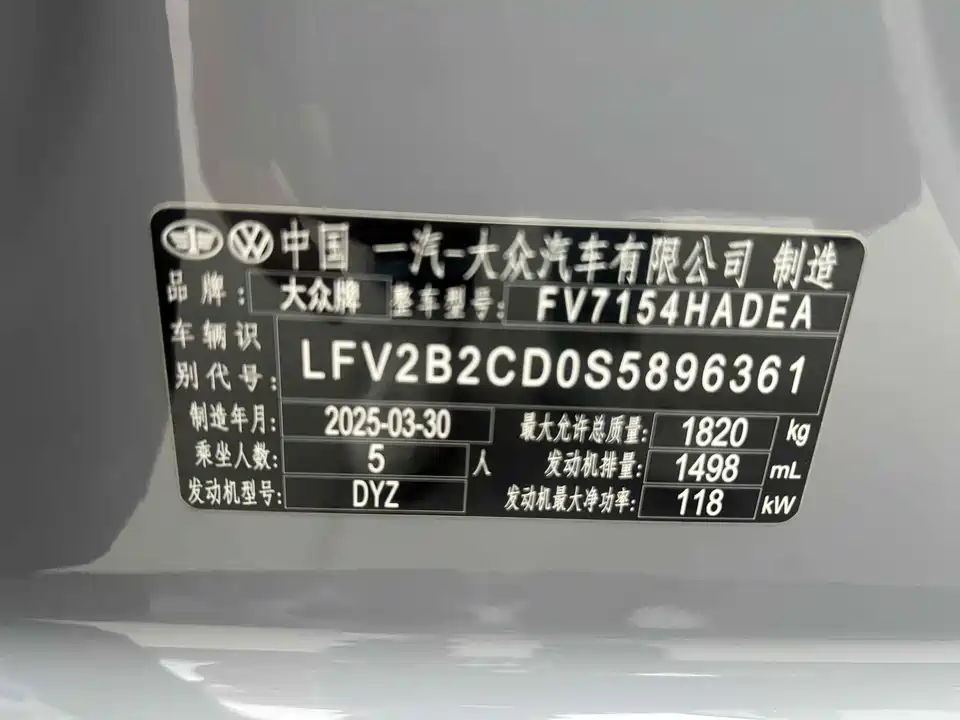 中国 一汽-大众汽车有限公司 制造
品牌: 大众牌 整车型号: FV7154HADEA
车辆识别代号: LFV2B2CD0S5896361
制造年月: 2025-03-30 最大允许总质量: 1820 kg
乘坐人数: 5 人 发动机排量: 1498 mL
发动机型号: DYZ 发动机最大净功率: 118 kW